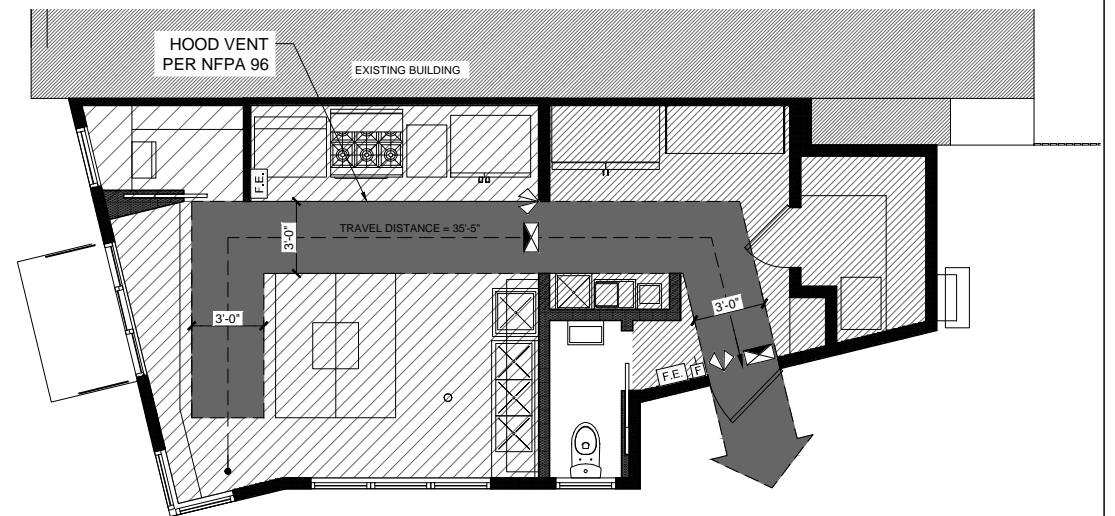 HOOD VENT
PER NFPA 96
EXISTING BUILDING
F.E.
TRAVEL DISTANCE = 35'-5"
3'-0"
3'-0"
3'-0"
F.E.
F